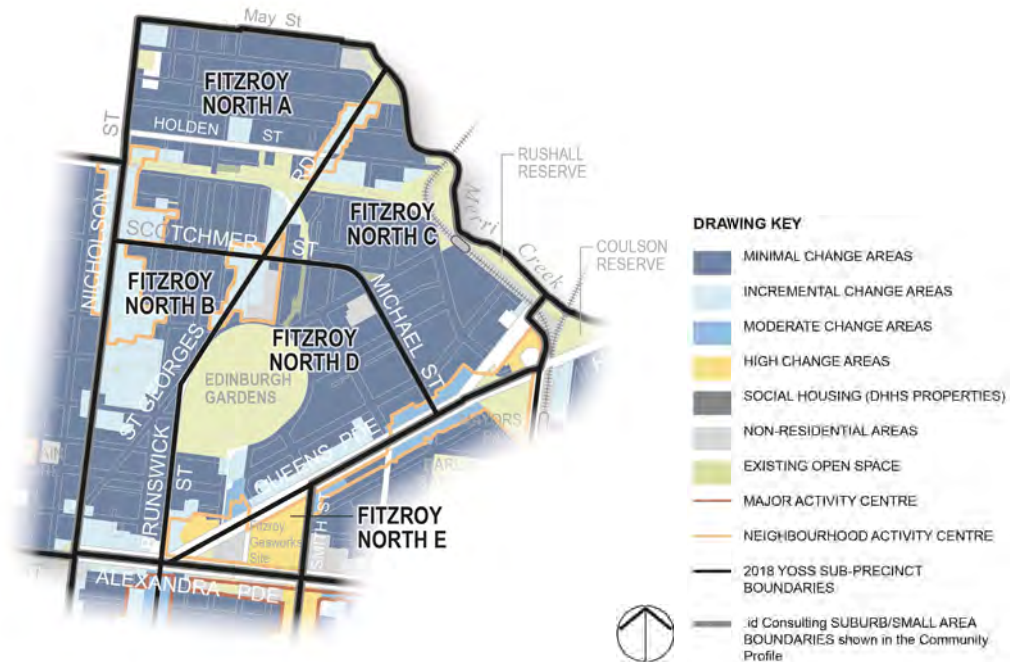 May St
FITZROY
NORTH A
HOLDEN ST
ST
RD
RUSHALL
RESERVE
Merri Creek
NICHOLSON
SCOTCHMER ST
FITZROY
NORTH C
COULSON
RESERVE
FITZROY
NORTH B
MICHAEL ST
ST GEORGES
FITZROY
NORTH D
EDINBURGH
GARDENS
BRUNSWICK
ST
QUEENS PDE
SMITH ST
Fitzroy
Gasworks
Site
FITZROY
NORTH E
ALEXANDRA PDE
DRAWING KEY
MINIMAL CHANGE AREAS
INCREMENTAL CHANGE AREAS
MODERATE CHANGE AREAS
HIGH CHANGE AREAS
SOCIAL HOUSING (DHHS PROPERTIES)
NON-RESIDENTIAL AREAS
EXISTING OPEN SPACE
MAJOR ACTIVITY CENTRE
NEIGHBOURHOOD ACTIVITY CENTRE
2018 YOSS SUB-PRECINCT
BOUNDARIES
.id Consulting SUBURB/SMALL AREA
BOUNDARIES shown in the Community
Profile